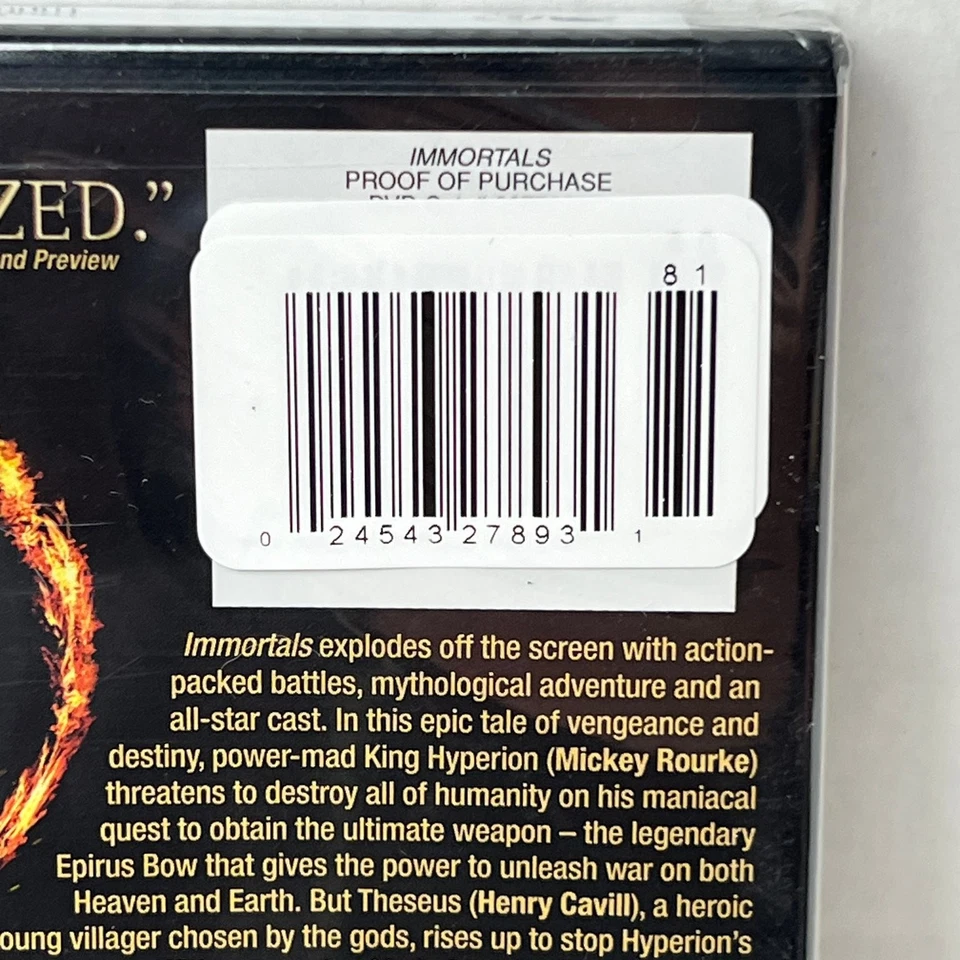 ZED.”
nd Preview
IMMORTALS
PROOF OF PURCHASE
81
0 24543 27893 1
Immortals explodes off the screen with action-
packed battles, mythological adventure and an
all-star cast. In this epic tale of vengeance and
destiny, power-mad King Hyperion (Mickey Rourke)
threatens to destroy all of humanity on his maniacal
quest to obtain the ultimate weapon – the legendary
Epirus Bow that gives the power to unleash war on both
Heaven and Earth. But Theseus (Henry Cavill), a heroic
oung villager chosen by the gods, rises up to stop Hyperion’s